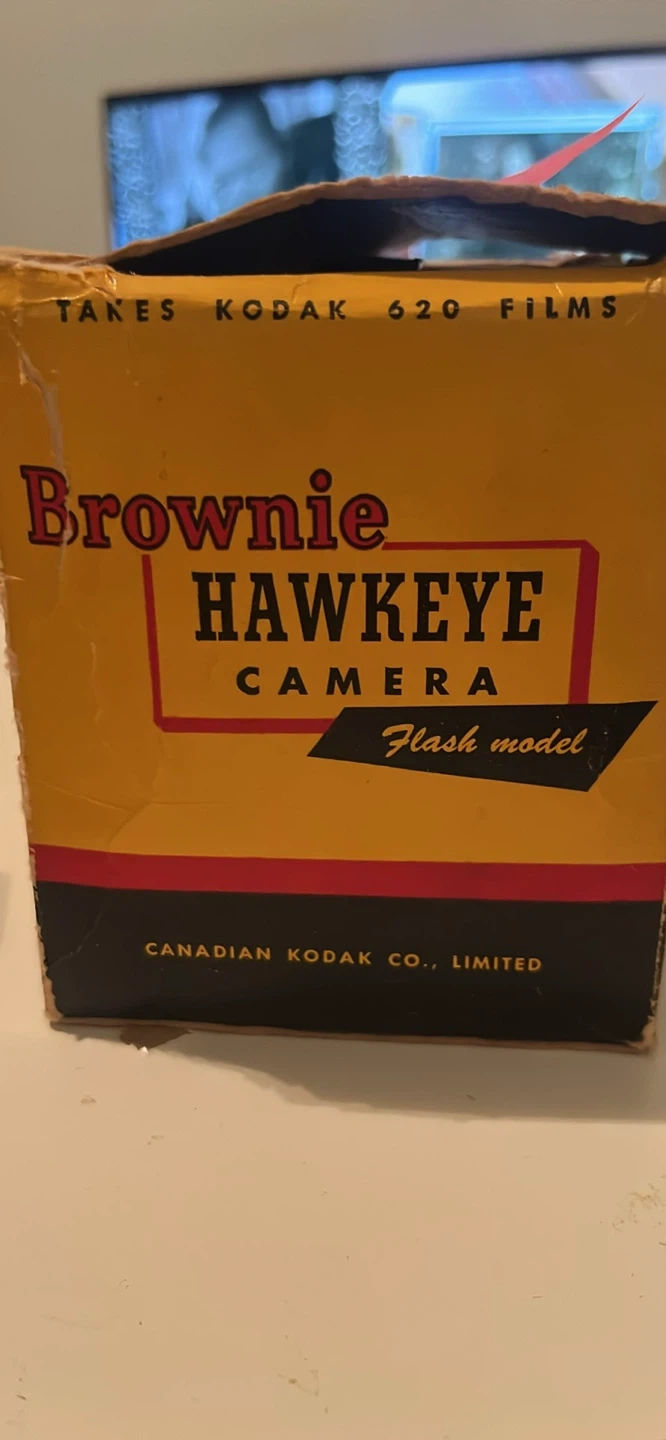 TAKES KODAK 620 FILMS
Brownie
HAWKEYE
CAMERA
Flash model
CANADIAN KODAK CO., LIMITED